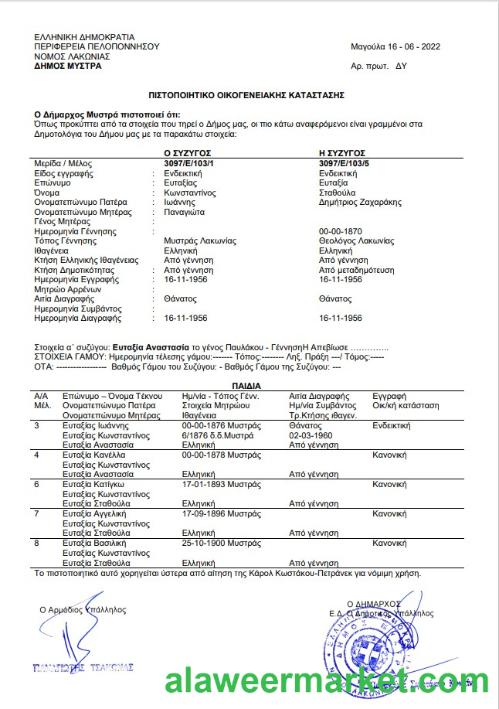 ΕΛΛΗΝΙΚΗ ΔΗΜΟΚΡΑΤΙΑ
ΠΕΡΙΦΕΡΕΙΑ ΠΕΛΟΠΟΝΝΗΣΟΥ Μαγούλα 16 - 06 - 2022
ΝΟΜΟΣ ΛΑΚΩΝΙΑΣ
ΔΗΜΟΣ ΜΥΣΤΡΑ Αρ. πρωτ. ΔΥ
ΠΙΣΤΟΠΟΙΗΤΙΚΟ ΟΙΚΟΓΕΝΕΙΑΚΗΣ ΚΑΤΑΣΤΑΣΗΣ
Ο Δήμαρχος Μυστρά πιστοποιεί ότι:
Όπως προκύπτει από τα στοιχεία που τηρεί ο Δήμος μας, οι πιο κάτω αναφερόμενοι είναι γραμμένοι στα
Δημοτολόγια του Δήμου μας με τα παρακάτω στοιχεία:
Ο ΣΥΖΥΓΟΣ Η ΣΥΖΥΓΟΣ
Μερίδα / Μέλος : 3097/Ε/103/1 3097/Ε/103/5
Είδος εγγραφής : Ενδεικτική Ενδεικτική
Επώνυμο : Ευταξίας Ευταξία
Όνομα : Κωνσταντίνος Σταθούλα
Ονοματεπώνυμο Πατέρα : Ιωάννης Δημήτριος Ζαχαράκης
Ονοματεπώνυμο Μητέρας : Παναγιώτα
Γένος Μητέρας :
Ημερομηνία Γέννησης : 00-00-1870
Τόπος Γέννησης Μυστράς Λακωνίας Θεολόγος Λακωνίας
Ιθαγένεια : Ελληνική Ελληνική
Κτήση Ελληνικής Ιθαγένειας : Από γέννηση Από γέννηση
Κτήση Δημοτικότητας : Από γέννηση Από μεταδημότευση
Ημερομηνία Εγγραφής : 16-11-1956 16-11-1956
Μητρώο Αρρένων :
Αιτία Διαγραφής : Θάνατος Θάνατος
Ημερομηνία Συμβάντος :
Ημερομηνία Διαγραφής : 16-11-1956 16-11-1956
Στοιχεία α΄ συζύγου: Ευταξία Αναστασία το γένος Παυλάκου - ΓέννησηΗ Απεβίωσε .............
ΣΤΟΙΧΕΙΑ ΓΑΜΟΥ: Ημερομηνία τέλεσης γάμου:------- Τόπος:-------- Ληξ. Πράξη ---/ Τόμος:-----
ΟΤΑ: ------------------ Βαθμός Γάμου του Συζύγου: - Βαθμός Γάμου της Συζύγου: ---
ΠΑΙΔΙΑ
Α/Α Επώνυμο – Όνομα Τέκνου Ημ/νία - Τόπος Γένν. Αιτία Διαγραφής Εγγραφή
Μέλ. Ονοματεπώνυμο Πατέρα Στοιχεία Μητρώου Ημ/νία Συμβάντος Οικ/κή κατάσταση
Ονοματεπώνυμο Μητέρας Ιθαγένεια Τρ.Κτήσης ιθαγεν.
3 Ευταξίας Ιωάννης 00-00-1876 Μυστράς Θάνατος Ενδεικτική
Ευταξίας Κωνσταντίνος 6/1876 δ.δ.Μυστρά 02-03-1960
Ευταξία Αναστασία Ελληνική Από γέννηση
4 Ευταξία Κανέλλα 00-00-1878 Μυστράς Κανονική
Ευταξίας Κωνσταντίνος
Ευταξία Αναστασία Ελληνική Από γέννηση
6 Ευταξία Κατίγκω 17-01-1893 Μυστράς Κανονική
Ευταξίας Κωνσταντίνος
Ευταξία Σταθούλα Ελληνική Από γέννηση
7 Ευταξία Αγγελική 17-09-1896 Μυστράς Κανονική
Ευταξίας Κωνσταντίνος
Ευταξία Σταθούλα Ελληνική Από γέννηση
8 Ευταξία Βασιλική 25-10-1900 Μυστράς Κανονική
Ευταξίας Κωνσταντίνος
Ευταξία Σταθούλα Ελληνική Από γέννηση
Το πιστοποιητικό αυτό χορηγείται ύστερα από αίτηση της Κάρολ Κωστάκου-Πετράνεκ για νόμιμη χρήση.
Ο Αρμόδιος Υπάλληλος Ο ΔΗΜΑΡΧΟΣ
Ε.Δ. Ο Δημοτικός Υπάλληλος
ΠΑΝΑΓΙΩΤΗΣ ΤΣΑΚΩΝΙΑΣ
alaweermarket.com